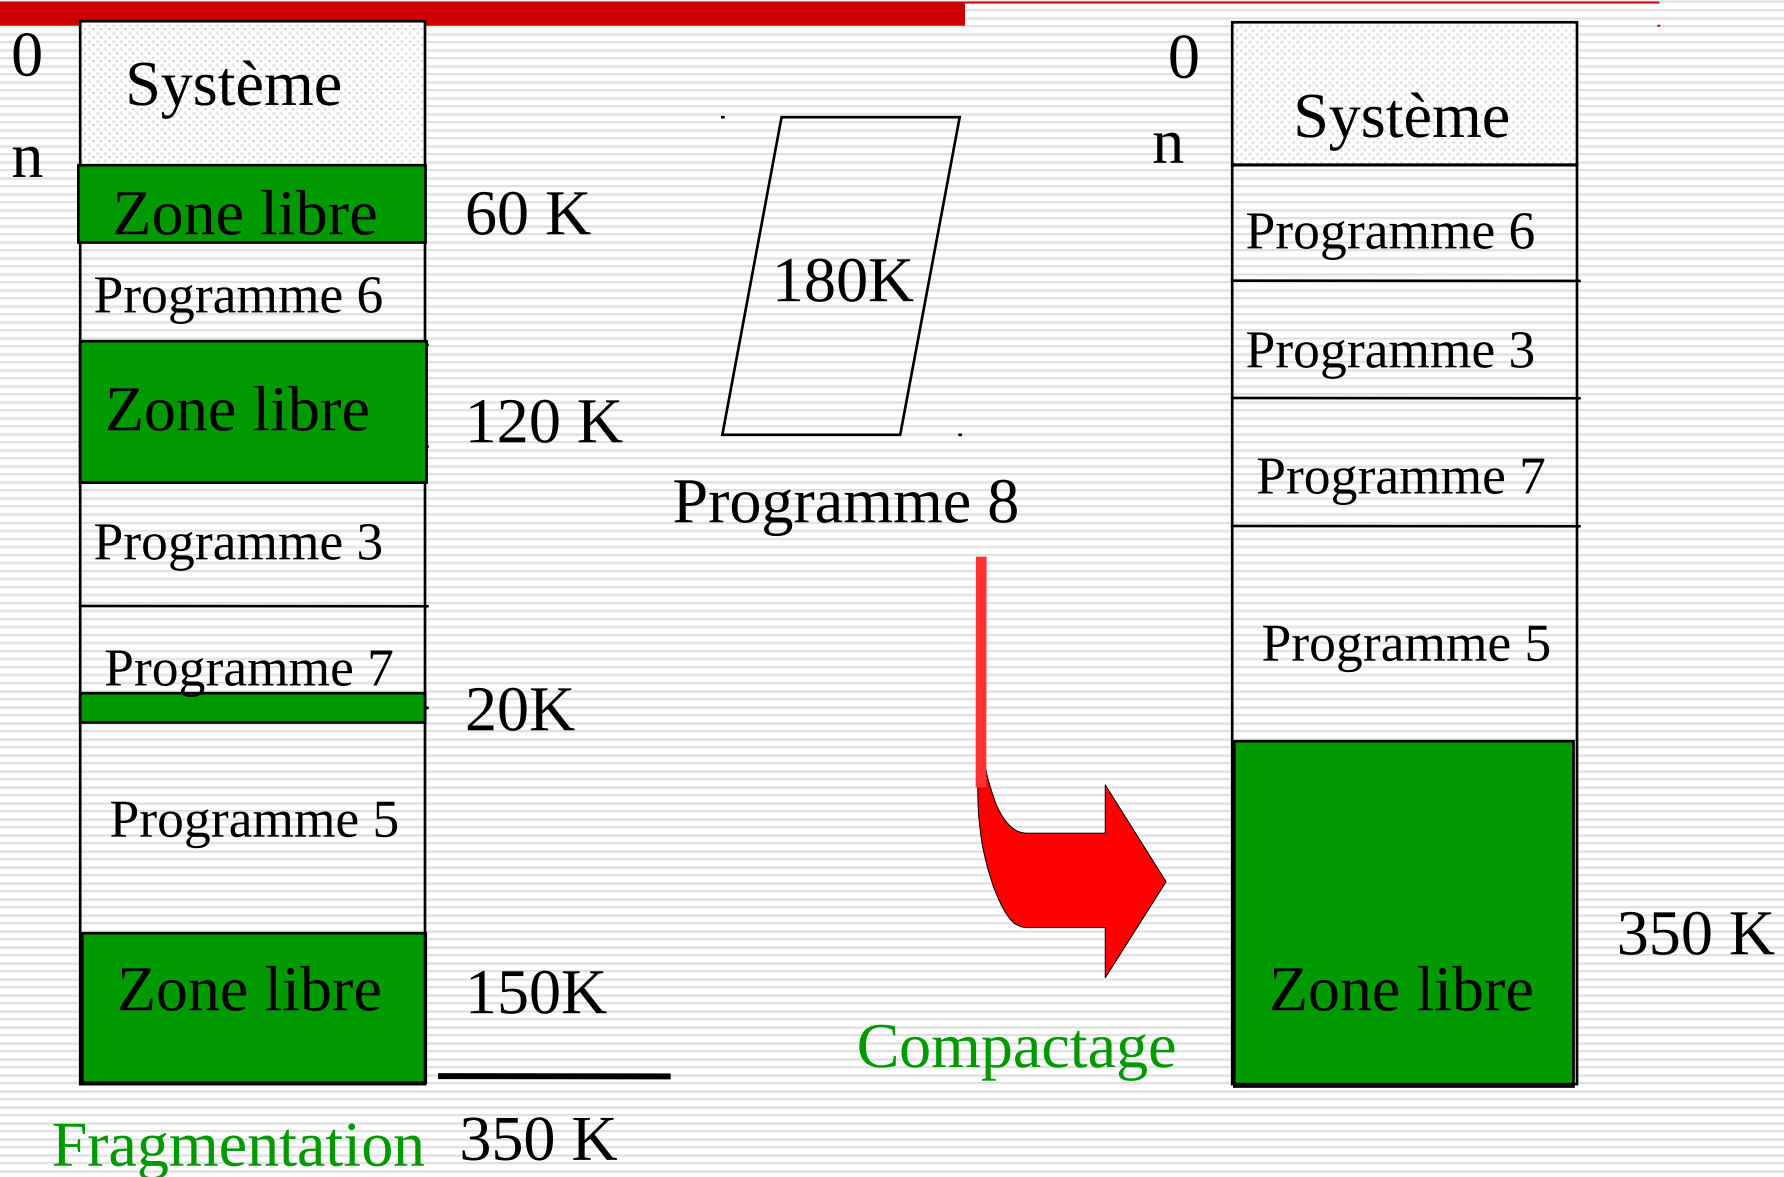 0
Système
n
Zone libre
60 K
Programme 6
Zone libre
120 K
Programme 3
Programme 7
20K
Programme 5
Zone libre
150K
Fragmentation
350 K
180K
Programme 8
Compactage
0
Système
n
Programme 6
Programme 3
Programme 7
Programme 5
Zone libre
350 K